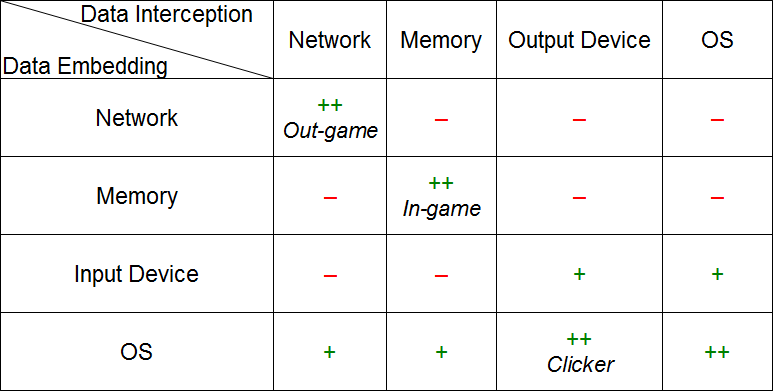 Data Interception
Data Embedding
Network Memory Output Device OS
Network ++ – – –
Out-game
Memory – ++ – –
In-game
Input Device – – + +
OS + + ++ ++
Clicker